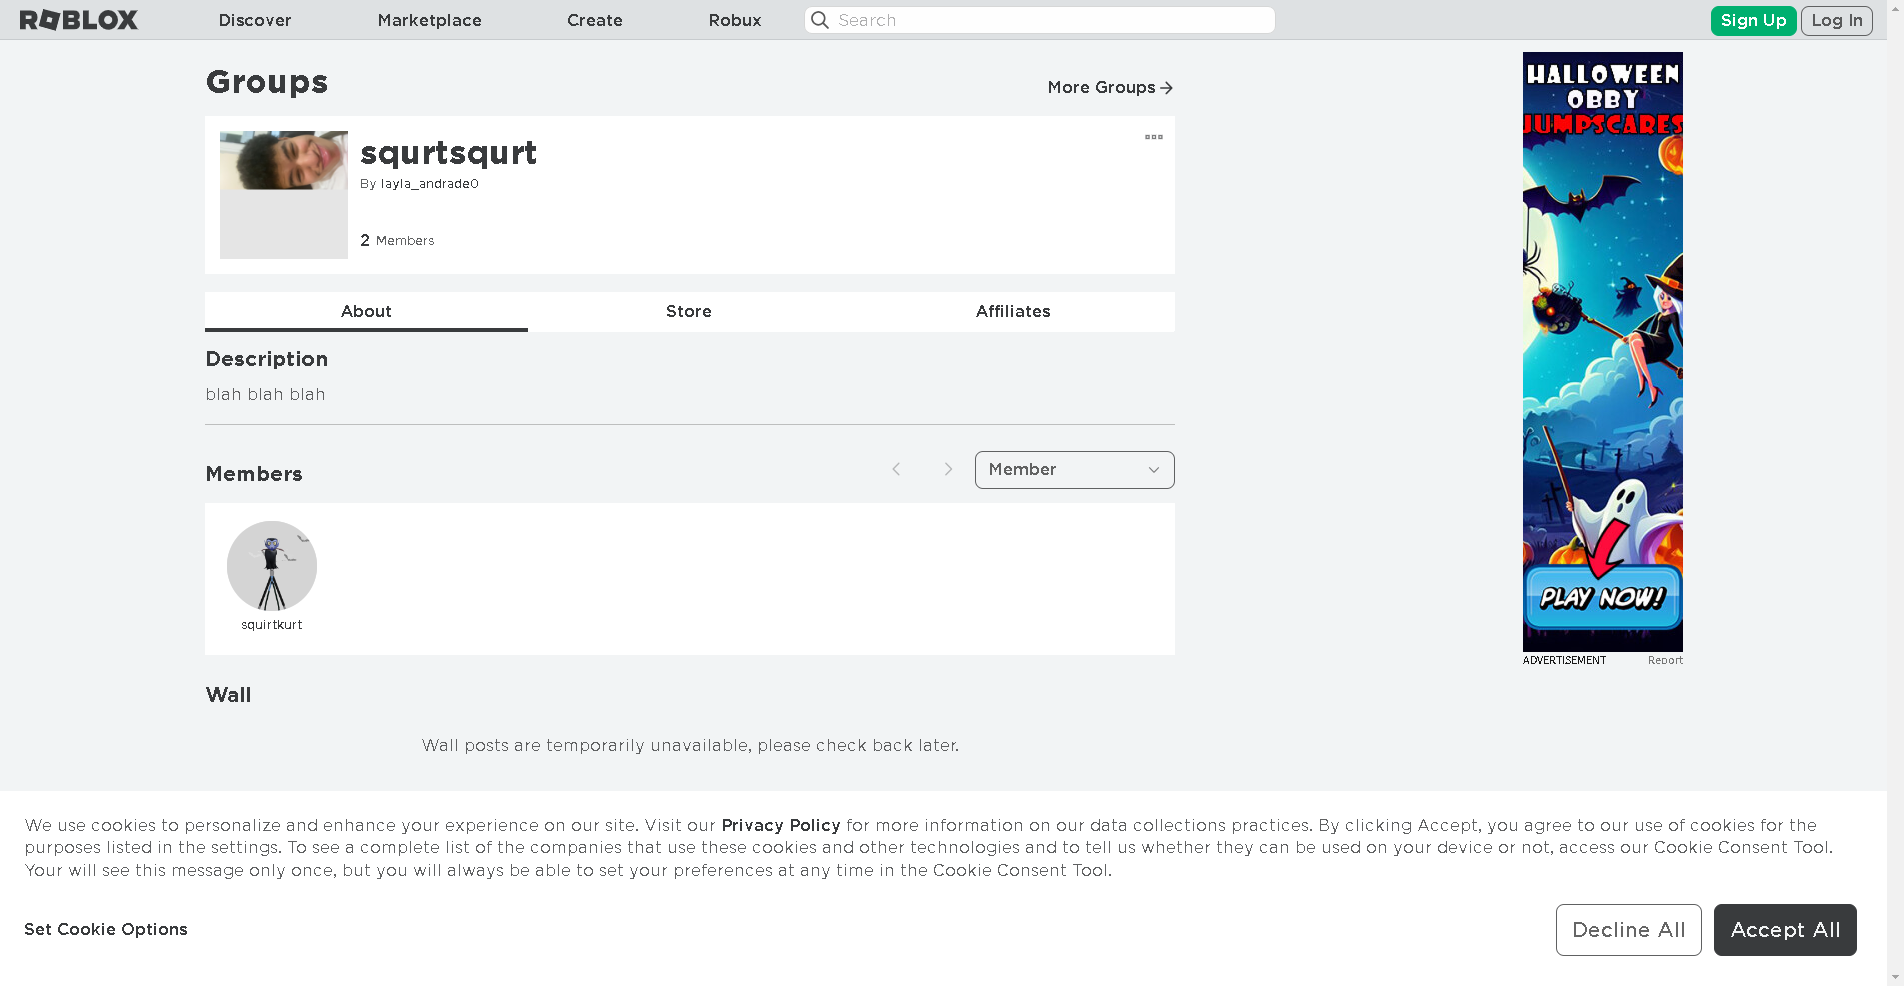 ROBLOX Discover Marketplace Create Robux Search Sign Up Log In
Groups
More Groups
squrtsqurt
By layla_andrade0
2 Members
About Store Affiliates
Description
blah blah blah
Members
Member
squirtkurt
Wall
Wall posts are temporarily unavailable, please check back later.
HALLOWEEN
OBBY
JUMPSCARES
PLAY NOW!
ADVERTISEMENT Report
We use cookies to personalize and enhance your experience on our site. Visit our Privacy Policy for more information on our data collections practices. By clicking Accept, you agree to our use of cookies for the
purposes listed in the settings. To see a complete list of the companies that use these cookies and other technologies and to tell us whether they can be used on your device or not, access our Cookie Consent Tool.
Your will see this message only once, but you will always be able to set your preferences at any time in the Cookie Consent Tool.
Set Cookie Options
Decline All
Accept All